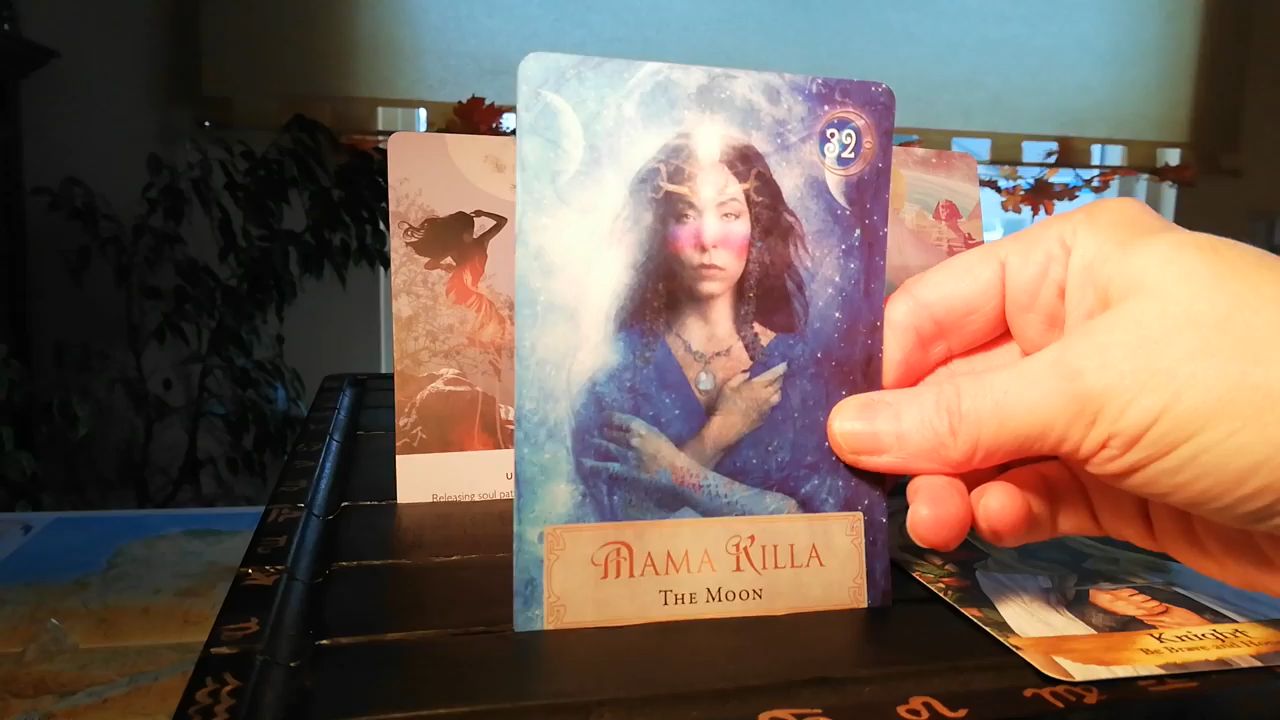 32
Releasing soul pat
MAMA KILLA
THE MOON
Knight
Be Brave and